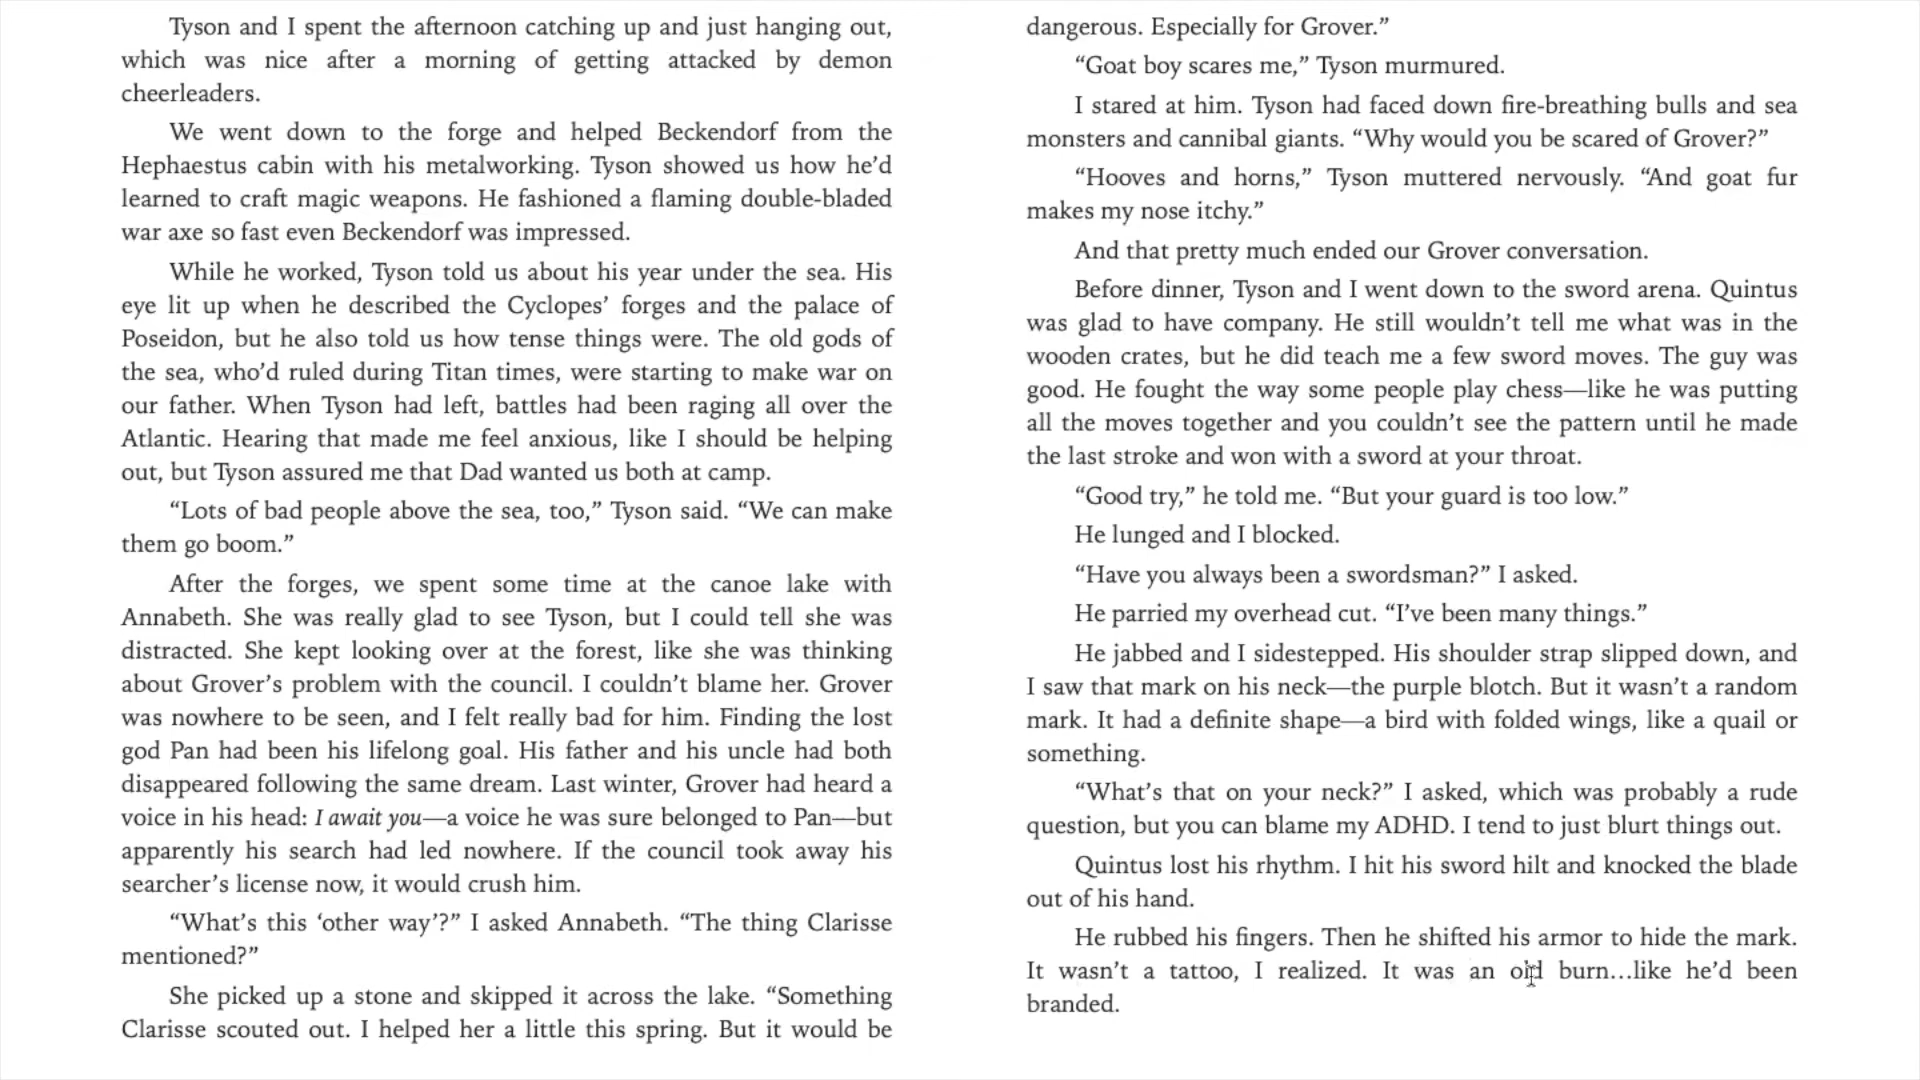 Tyson and I spent the afternoon catching up and just hanging out,
which was nice after a morning of getting attacked by demon
cheerleaders.
We went down to the forge and helped Beckendorf from the
Hephaestus cabin with his metalworking. Tyson showed us how he’d
learned to craft magic weapons. He fashioned a flaming double-bladed
war axe so fast even Beckendorf was impressed.
While he worked, Tyson told us about his year under the sea. His
eye lit up when he described the Cyclopes’ forges and the palace of
Poseidon, but he also told us how tense things were. The old gods of
the sea, who’d ruled during Titan times, were starting to make war on
our father. When Tyson had left, battles had been raging all over the
Atlantic. Hearing that made me feel anxious, like I should be helping
out, but Tyson assured me that Dad wanted us both at camp.
“Lots of bad people above the sea, too,” Tyson said. “We can make
them go boom.”
After the forges, we spent some time at the canoe lake with
Annabeth. She was really glad to see Tyson, but I could tell she was
distracted. She kept looking over at the forest, like she was thinking
about Grover’s problem with the council. I couldn’t blame her. Grover
was nowhere to be seen, and I felt really bad for him. Finding the lost
god Pan had been his lifelong goal. His father and his uncle had both
disappeared following the same dream. Last winter, Grover had heard a
voice in his head: I await you—a voice he was sure belonged to Pan—but
apparently his search had led nowhere. If the council took away his
searcher’s license now, it would crush him.
“What’s this ‘other way’?” I asked Annabeth. “The thing Clarisse
mentioned?”
She picked up a stone and skipped it across the lake. “Something
Clarisse scouted out. I helped her a little this spring. But it would be
dangerous. Especially for Grover.”
“Goat boy scares me,” Tyson murmured.
I stared at him. Tyson had faced down fire-breathing bulls and sea
monsters and cannibal giants. “Why would you be scared of Grover?”
“Hooves and horns,” Tyson muttered nervously. “And goat fur
makes my nose itchy.”
And that pretty much ended our Grover conversation.
Before dinner, Tyson and I went down to the sword arena. Quintus
was glad to have company. He still wouldn’t tell me what was in the
wooden crates, but he did teach me a few sword moves. The guy was
good. He fought the way some people play chess—like he was putting
all the moves together and you couldn’t see the pattern until he made
the last stroke and won with a sword at your throat.
“Good try,” he told me. “But your guard is too low.”
He lunged and I blocked.
“Have you always been a swordsman?” I asked.
He parried my overhead cut. “I’ve been many things.”
He jabbed and I sidestepped. His shoulder strap slipped down, and
I saw that mark on his neck—the purple blotch. But it wasn’t a random
mark. It had a definite shape—a bird with folded wings, like a quail or
something.
“What’s that on your neck?” I asked, which was probably a rude
question, but you can blame my ADHD. I tend to just blurt things out.
Quintus lost his rhythm. I hit his sword hilt and knocked the blade
out of his hand.
He rubbed his fingers. Then he shifted his armor to hide the mark.
It wasn’t a tattoo, I realized. It was an old burn…like he’d been
branded.